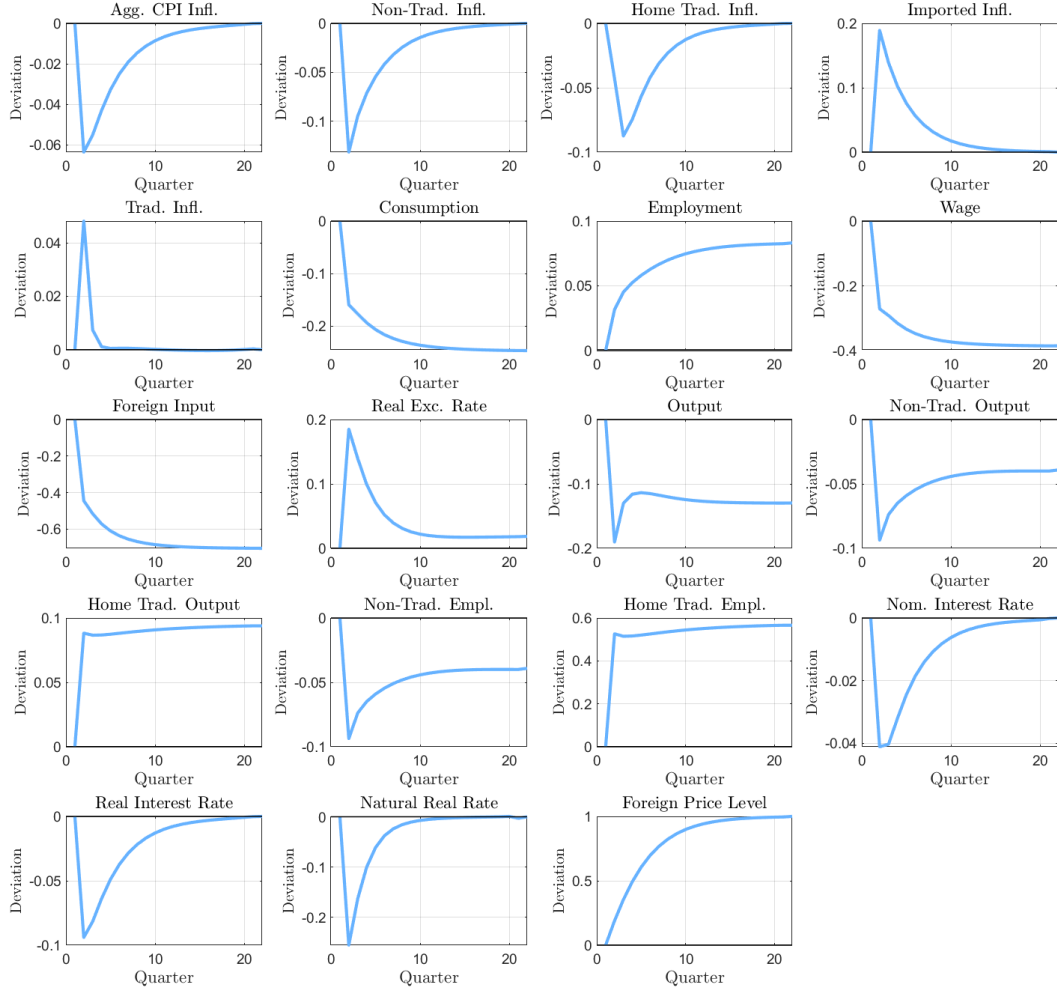 Agg. CPI Infl.
Deviation
0
-0.02
-0.04
-0.06
0
10
20
Quarter
Non-Trad. Infl.
Deviation
0
-0.05
-0.1
0
10
20
Quarter
Home Trad. Infl.
Deviation
0
-0.05
-0.1
0
10
20
Quarter
Imported Infl.
Deviation
0.2
0.1
0
0
10
20
Quarter
Trad. Infl.
Deviation
0.04
0.02
0
0
10
20
Quarter
Consumption
Deviation
0
-0.1
-0.2
0
10
20
Quarter
Employment
Deviation
0.1
0.05
0
0
10
20
Quarter
Wage
Deviation
0
-0.2
-0.4
0
10
20
Quarter
Foreign Input
Deviation
0
-0.2
-0.4
-0.6
0
10
20
Quarter
Real Exc. Rate
Deviation
0.2
0.1
0
0
10
20
Quarter
Output
Deviation
0
-0.1
-0.2
0
10
20
Quarter
Non-Trad. Output
Deviation
0
-0.05
-0.1
0
10
20
Quarter
Home Trad. Output
Deviation
0.1
0.05
0
0
10
20
Quarter
Non-Trad. Empl.
Deviation
0
-0.05
-0.1
0
10
20
Quarter
Home Trad. Empl.
Deviation
0.6
0.4
0.2
0
0
10
20
Quarter
Nom. Interest Rate
Deviation
0
-0.02
-0.04
0
10
20
Quarter
Real Interest Rate
Deviation
0
-0.05
-0.1
0
10
20
Quarter
Natural Real Rate
Deviation
0
-0.1
-0.2
0
10
20
Quarter
Foreign Price Level
Deviation
1
0.5
0
0
10
20
Quarter